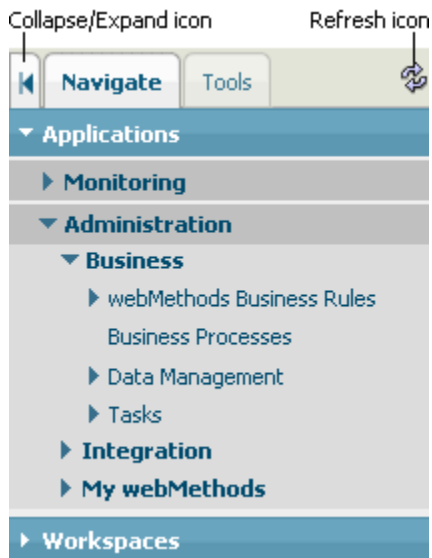 Collapse/Expand icon Refresh icon
Navigate Tools
Applications
Monitoring
Administration
Business
webMethods Business Rules
Business Processes
Data Management
Tasks
Integration
My webMethods
Workspaces